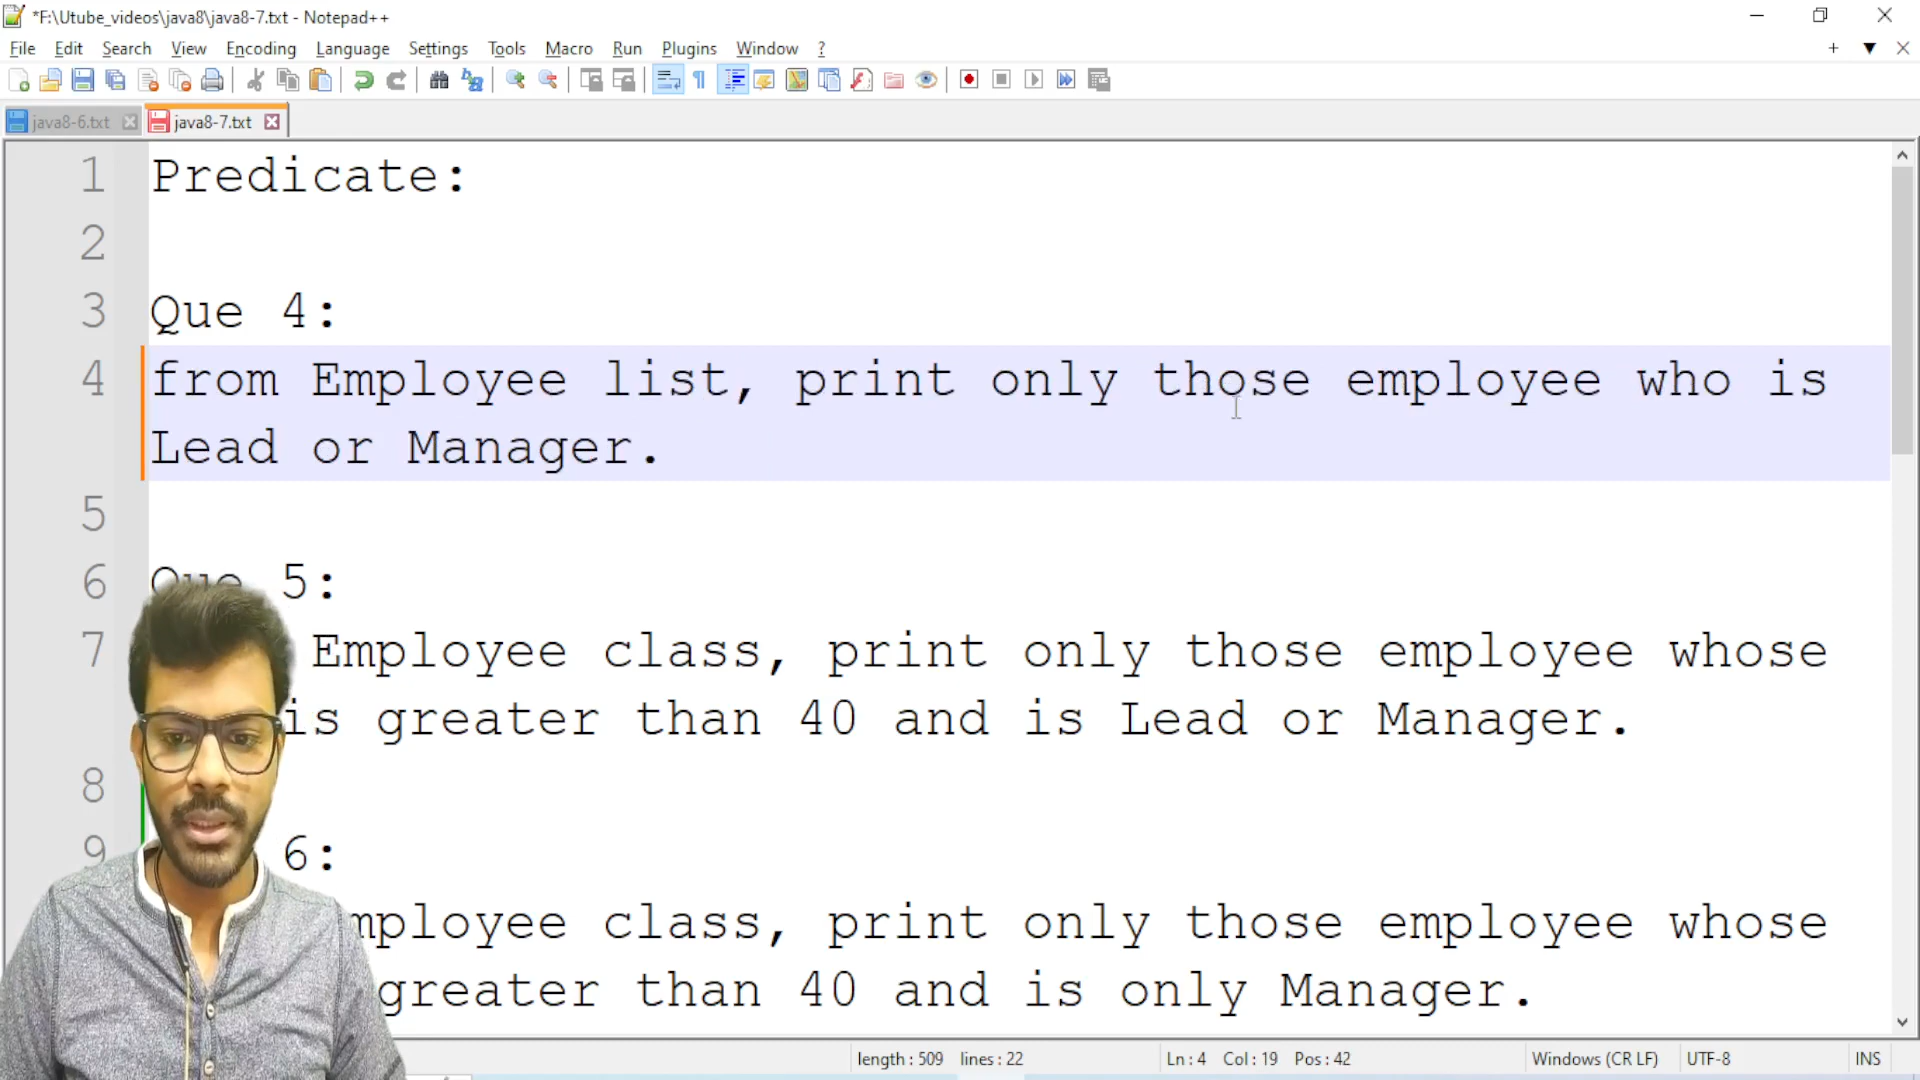 *F:\Utube_videos\java8\java8-7.txt - Notepad++
File Edit Search View Encoding Language Settings Tools Macro Run Plugins Window ?
java8-6.txt java8-7.txt
1 Predicate:
2
3 Que 4:
4 from Employee list, print only those employee who is
Lead or Manager.
5
6 Que 5:
7 Employee class, print only those employee whose
is greater than 40 and is Lead or Manager.
8
9 6:
mployee class, print only those employee whose
greater than 40 and is only Manager.
length : 509 lines : 22 Ln : 4 Col : 19 Pos : 42 Windows (CR LF) UTF-8 INS